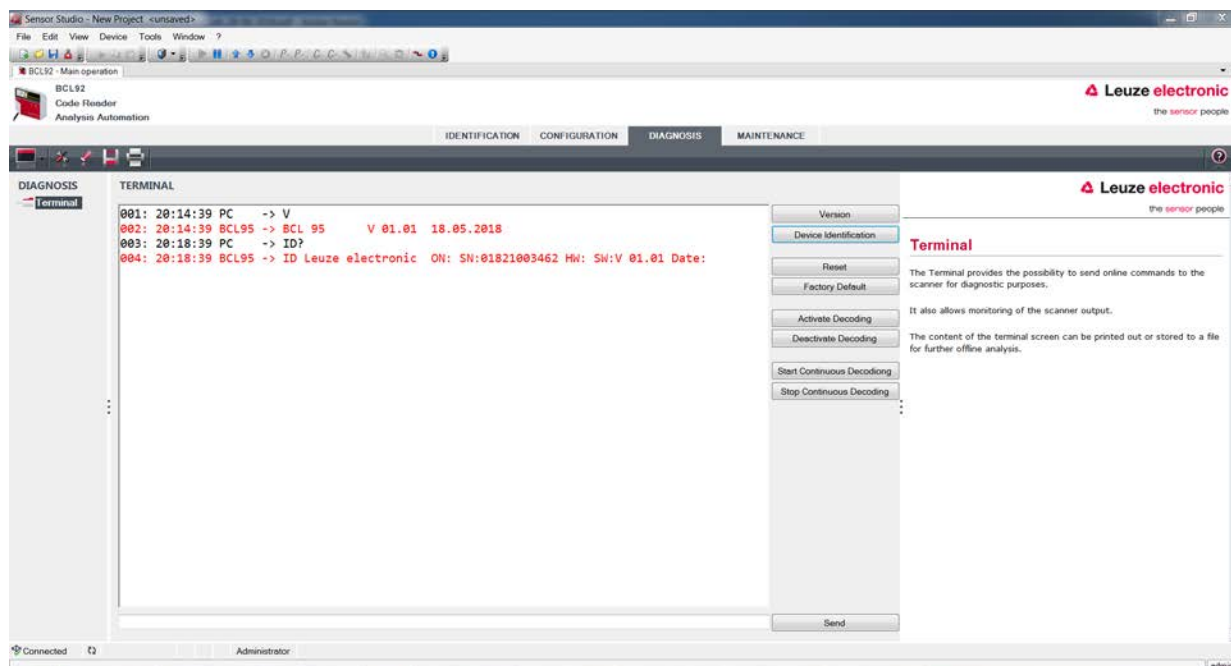 Sensor Studio - New Project <unsaved>
File Edit View Device Tools Window ?
BCL92 - Main operation
BCL92
Code Reader
Analysis Automation
Leuze electronic
the sensor people
IDENTIFICATION CONFIGURATION DIAGNOSIS MAINTENANCE
DIAGNOSIS
Terminal
TERMINAL
001: 20:14:39 PC -> V
002: 20:14:39 BCL95 -> BCL 95 V 01.01 18.05.2018
003: 20:18:39 PC -> ID?
004: 20:18:39 BCL95 -> ID Leuze electronic ON: SN:01821003462 HW: SW:V 01.01 Date:
Version
Device Identification
Reset
Factory Default
Activate Decoding
Deactivate Decoding
Start Continuous Decodiong
Stop Continuous Decoding
Send
Leuze electronic
the sensor people
Terminal
The Terminal provides the possibility to send online commands to the
scanner for diagnostic purposes.
It also allows monitoring of the scanner output.
The content of the terminal screen can be printed out or stored to a file
for further offline analysis.
Connected Administrator